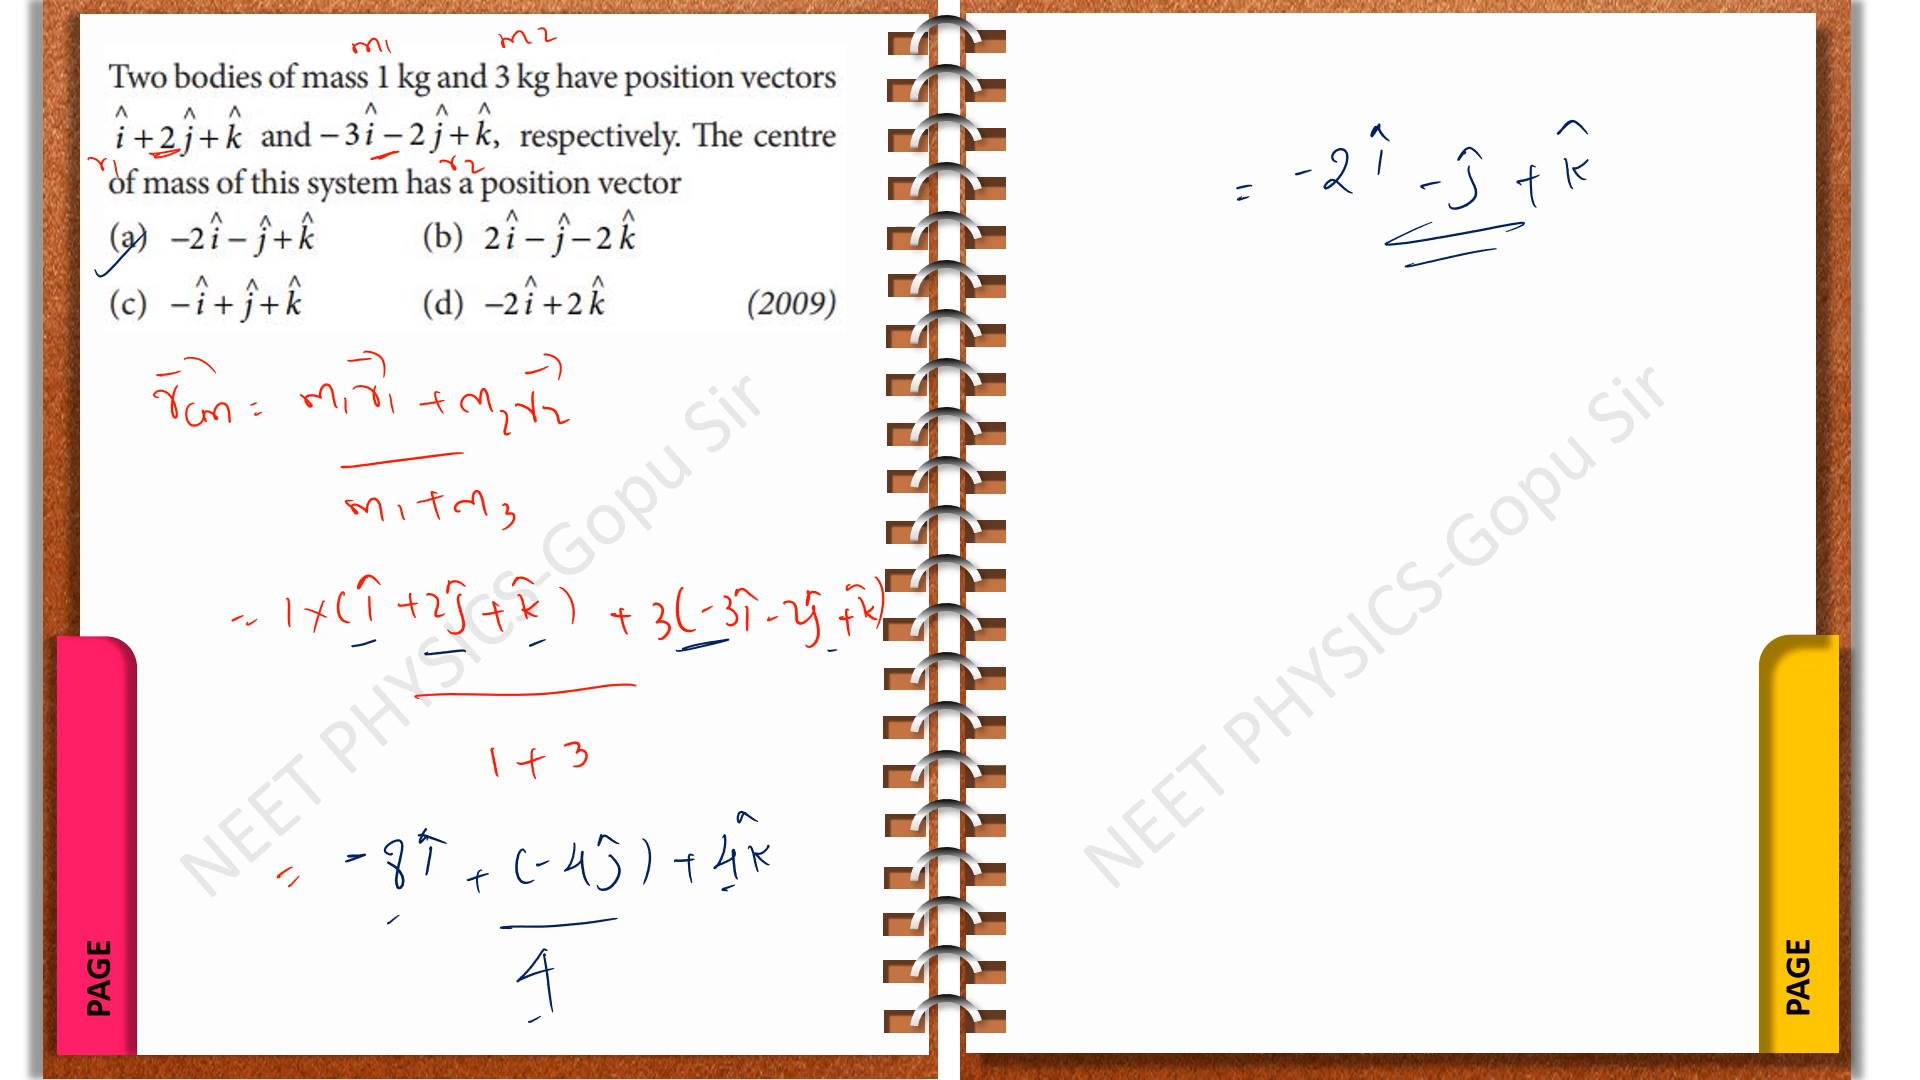 m1 m2
Two bodies of mass 1 kg and 3 kg have position vectors
î + 2ĵ + k̂ and −3î − 2ĵ + k̂, respectively. The centre
r1 r2
of mass of this system has a position vector
(a) −2î − ĵ + k̂ (b) 2î − ĵ − 2k̂
(c) −î + ĵ + k̂ (d) −2î + 2k̂ (2009)
r⃗cm = m1r⃗1 + m2r⃗2
m1 + m3
= 1×(î + 2ĵ + k̂) + 3(−3î − 2ĵ + k̂)
1 + 3
= −8î + (−4ĵ) + 4k̂
4
NEET PHYSICS-Gopu Sir
PAGE
= −2î − ĵ + k̂
NEET PHYSICS-Gopu Sir
PAGE